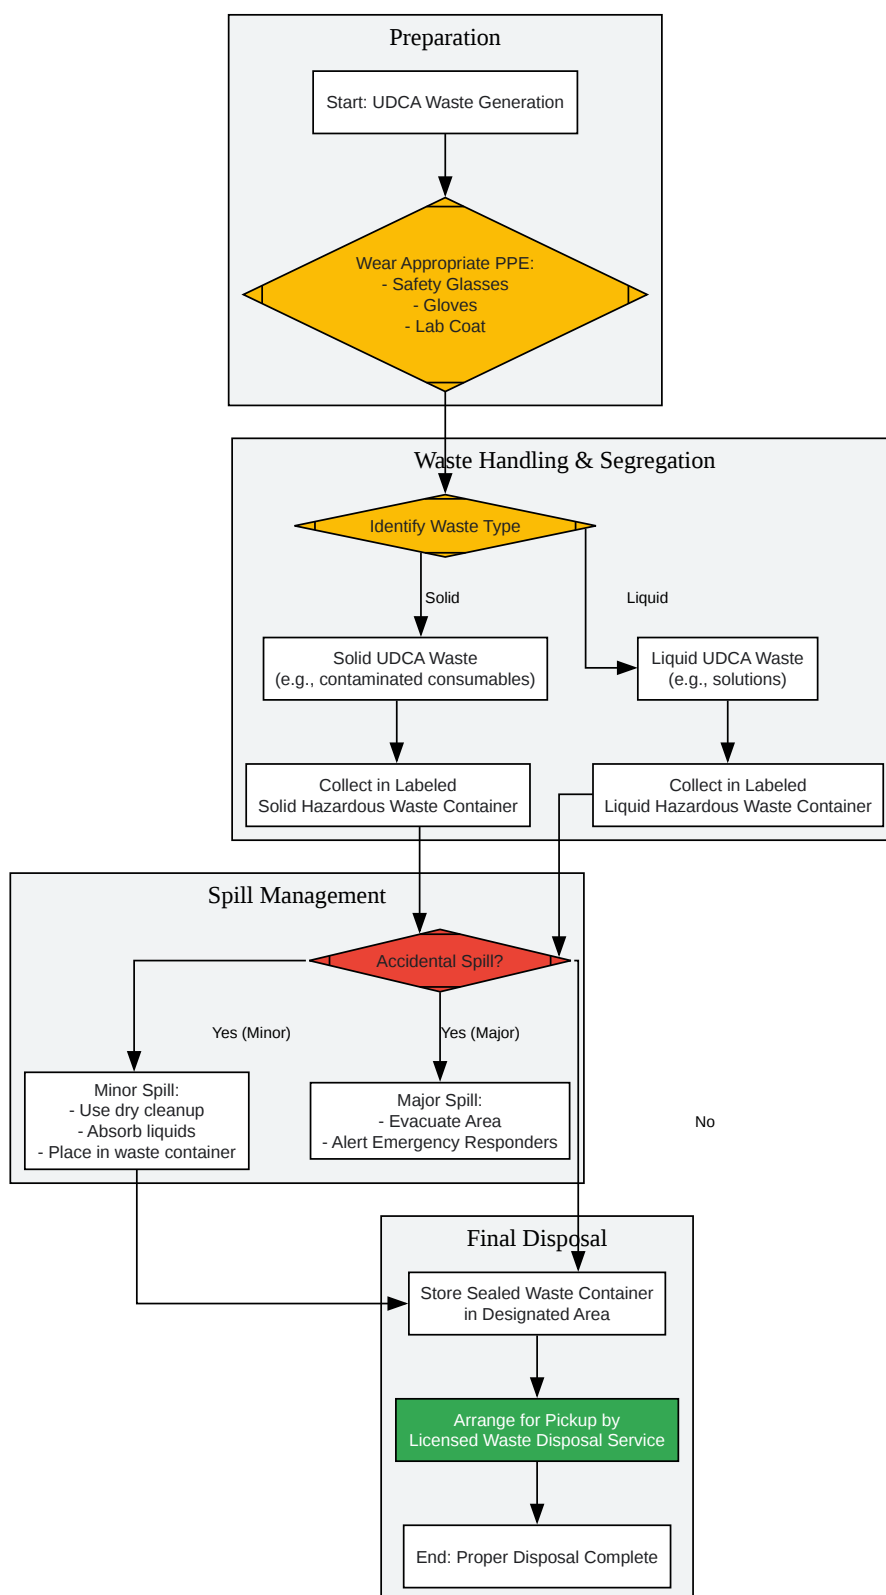 Preparation
Start: UDCA Waste Generation
Wear Appropriate PPE:
- Safety Glasses
- Gloves
- Lab Coat
Waste Handling & Segregation
Identify Waste Type
Solid
Liquid
Solid UDCA Waste
(e.g., contaminated consumables)
Liquid UDCA Waste
(e.g., solutions)
Collect in Labeled
Solid Hazardous Waste Container
Collect in Labeled
Liquid Hazardous Waste Container
Spill Management
Accidental Spill?
Yes (Minor)
Yes (Major)
Minor Spill:
- Use dry cleanup
- Absorb liquids
- Place in waste container
Major Spill:
- Evacuate Area
- Alert Emergency Responders
No
Final Disposal
Store Sealed Waste Container
in Designated Area
Arrange for Pickup by
Licensed Waste Disposal Service
End: Proper Disposal Complete